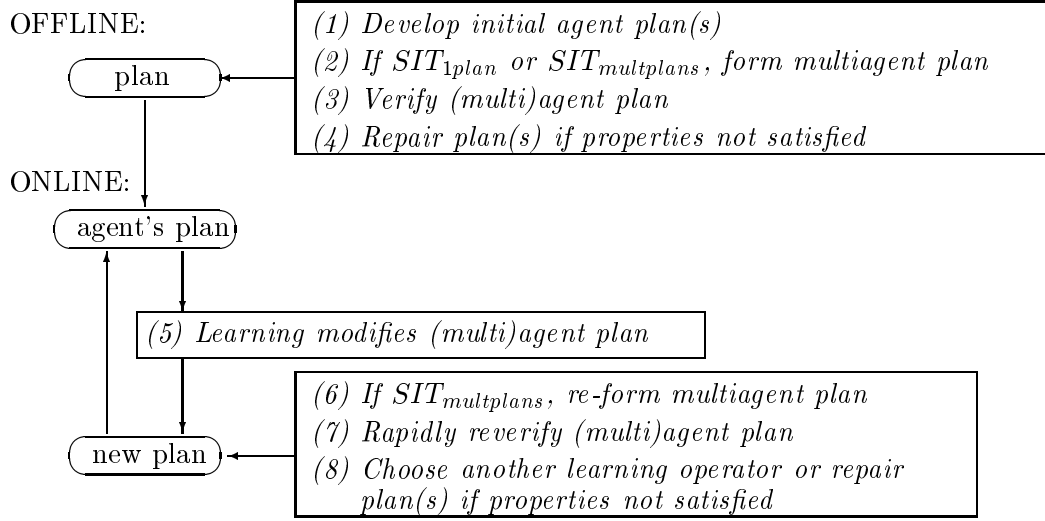 OFFLINE:
(1) Develop initial agent plan(s)
(2) If SIT1plan or SITmultplans, form multiagent plan
plan
(3) Verify (multi)agent plan
(4) Repair plan(s) if properties not satisfied
ONLINE:
agent's plan
(5) Learning modifies (multi)agent plan
(6) If SITmultplans, re-form multiagent plan
(7) Rapidly reverify (multi)agent plan
new plan
(8) Choose another learning operator or repair
plan(s) if properties not satisfied